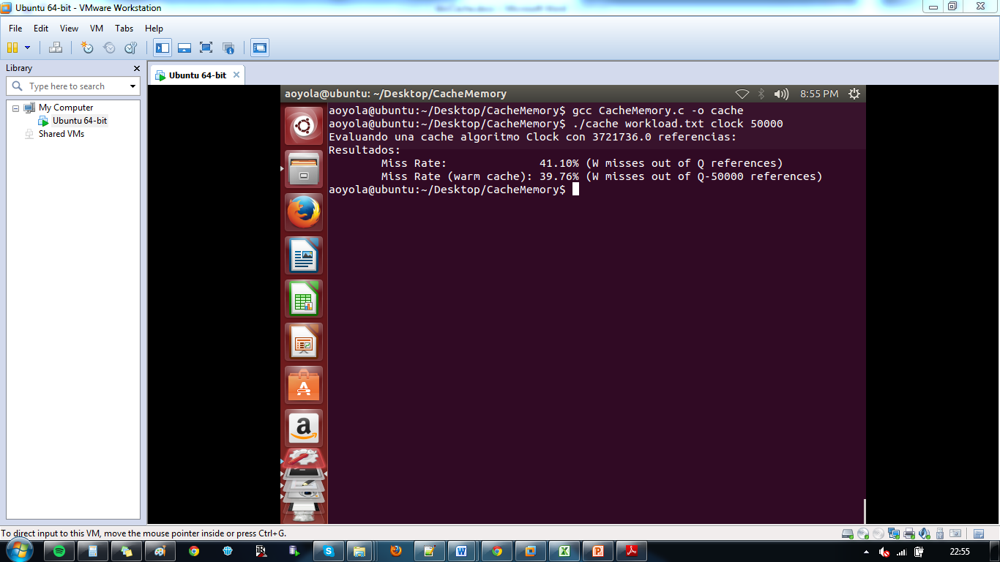 Ubuntu 64-bit - VMware Workstation
File Edit View VM Tabs Help
Library
Type here to search
My Computer
Ubuntu 64-bit
Shared VMs
Ubuntu 64-bit
aoyola@ubuntu: ~/Desktop/CacheMemory
8:55 PM
aoyola@ubuntu:~/Desktop/CacheMemory$ gcc CacheMemory.c -o cache
aoyola@ubuntu:~/Desktop/CacheMemory$ ./cache workload.txt clock 50000
Evaluando una cache algoritmo Clock con 3721736.0 referencias:
Resultados:
Miss Rate: 41.10% (W misses out of Q references)
Miss Rate (warm cache): 39.76% (W misses out of Q-50000 references)
aoyola@ubuntu:~/Desktop/CacheMemory$
To direct input to this VM, move the mouse pointer inside or press Ctrl+G.
22:55